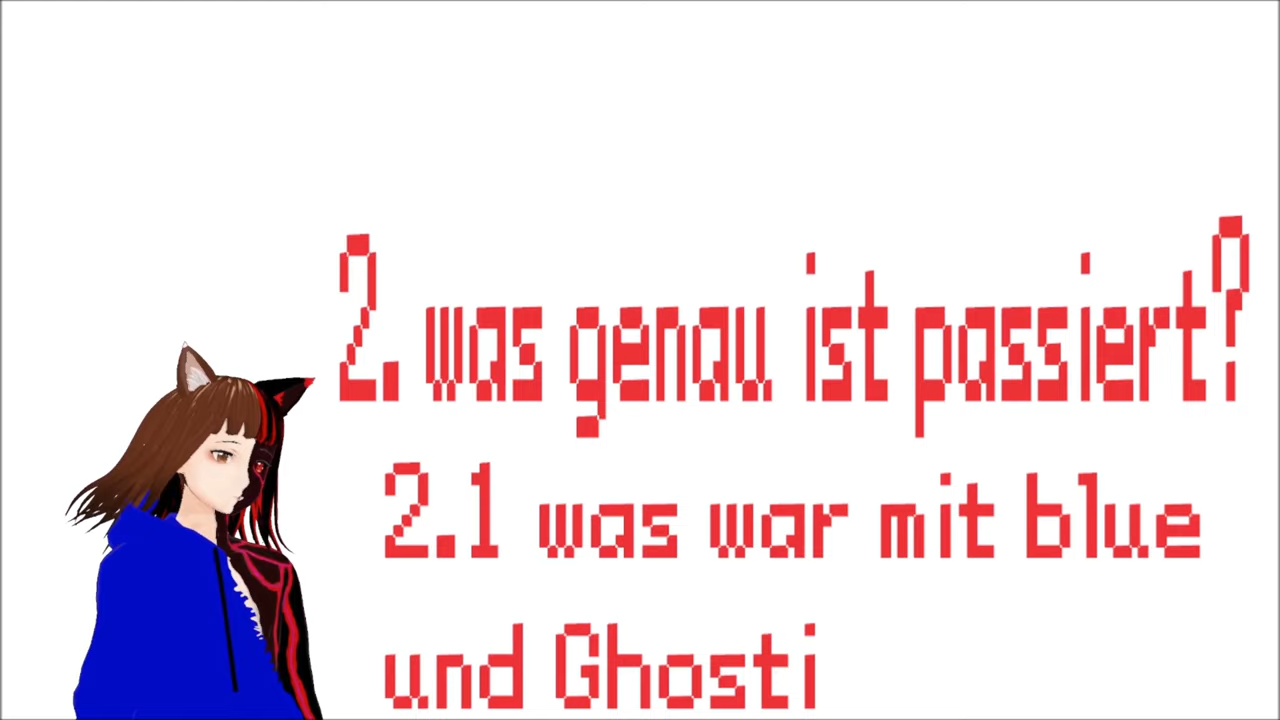 2. was genau ist passiert?
2.1 was war mit blue
und Ghosti